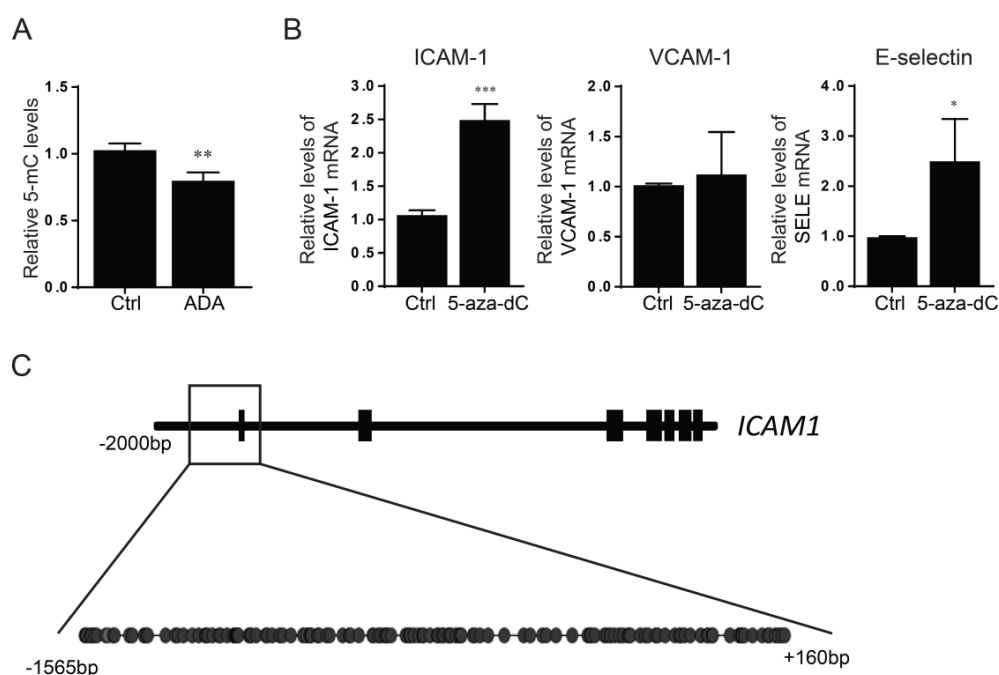 A
Relative 5-mC levels
1.5
1.0
0.5
0.0
**
Ctrl ADA
B
ICAM-1
Relative levels of
ICAM-1 mRNA
3.0
2.5
2.0
1.5
1.0
0.5
0.0
***
Ctrl 5-aza-dC
VCAM-1
Relative levels of
VCAM-1 mRNA
2.0
1.5
1.0
0.5
0.0
Ctrl 5-aza-dC
E-selectin
Relative levels of
SELE mRNA
4.0
3.0
2.0
1.0
0.0
*
Ctrl 5-aza-dC
C
-2000bp
ICAM1
-1565bp
+160bp